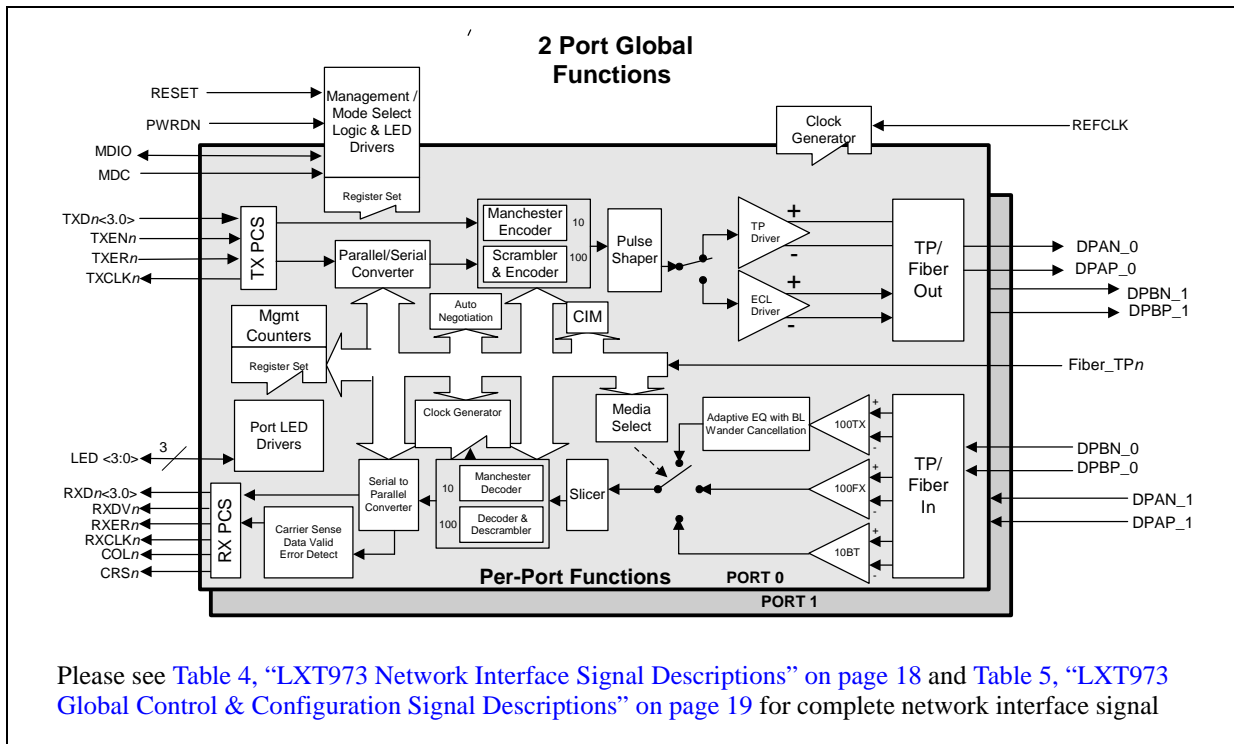 2 Port Global
Functions
RESET
PWRDN
MDIO
MDC
Management /
Mode Select
Logic & LED
Drivers
Register Set
Clock
Generator
REFCLK
TXDn<3.0>
TXENn
TXERn
TXCLKn
TX PCS
Parallel/Serial
Converter
Manchester
Encoder
10
Scrambler
& Encoder
100
Pulse
Shaper
TP
Driver
+
-
ECL
Driver
+
-
TP/
Fiber
Out
DPAN_0
DPAP_0
DPBN_1
DPBP_1
Auto
Negotiation
CIM
Mgmt
Counters
Register Set
Fiber_TPn
Port LED
Drivers
LED <3:0>
3
Clock Generator
Media
Select
Adaptive EQ with BL
Wander Cancellation
100TX
+
-
100FX
+
-
10BT
+
-
TP/
Fiber
In
DPBN_0
DPBP_0
DPAN_1
DPAP_1
RXDn<3.0>
RXDVn
RXERn
RXCLKn
COLn
CRSn
RX PCS
Carrier Sense
Data Valid
Error Detect
Serial to
Parallel
Converter
10
Manchester
Decoder
100
Decoder &
Descrambler
Slicer
Per-Port Functions
PORT 0
PORT 1
Please see Table 4, “LXT973 Network Interface Signal Descriptions” on page 18 and Table 5, “LXT973
Global Control & Configuration Signal Descriptions” on page 19 for complete network interface signal